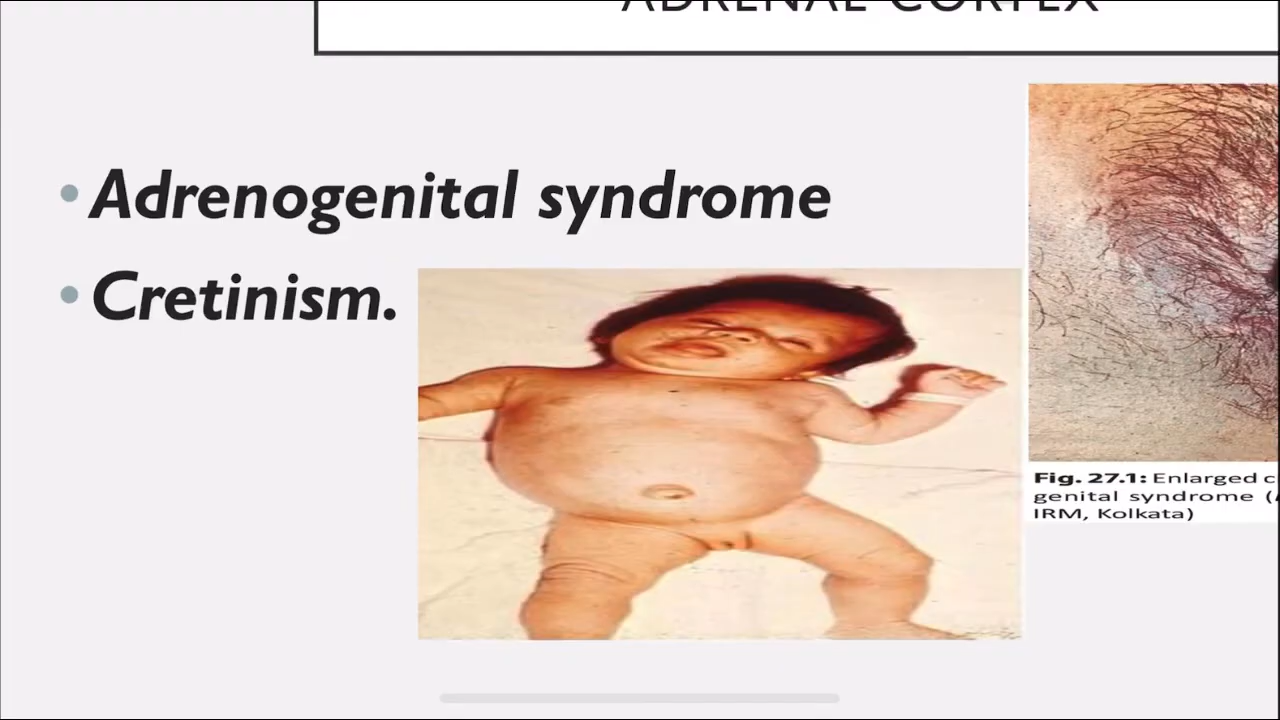 ADRENAL CORTEX
• Adrenogenital syndrome
• Cretinism.
Fig. 27.1: Enlarged c
genital syndrome (
IRM, Kolkata)